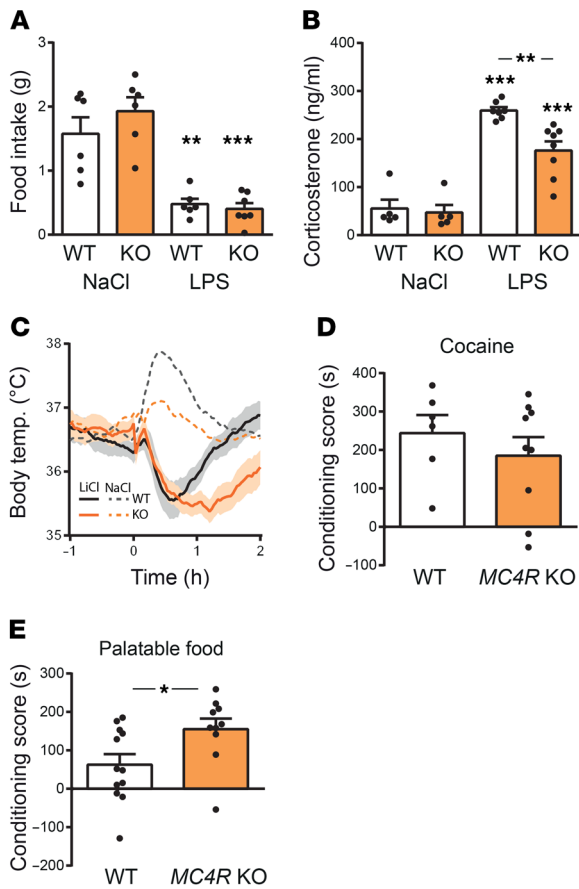 A
Food intake (g)
3
2
1
0
**
***
WT
KO
WT
KO
NaCl
LPS
B
Corticosterone (ng/ml)
400
300
200
100
0
**
***
***
WT
KO
WT
KO
NaCl
LPS
C
Body temp. (°C)
38
37
36
35
LiCl NaCl
WT
KO
-1
0
1
2
Time (h)
D
Cocaine
Conditioning score (s)
400
300
200
100
0
−100
WT
MC4R KO
E
Palatable food
Conditioning score (s)
300
200
100
0
−100
−200
*
WT
MC4R KO